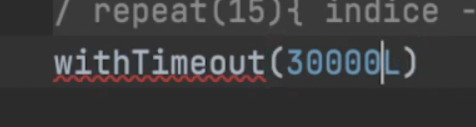 / repeat(15){ indice -
withTimeout(30000L)